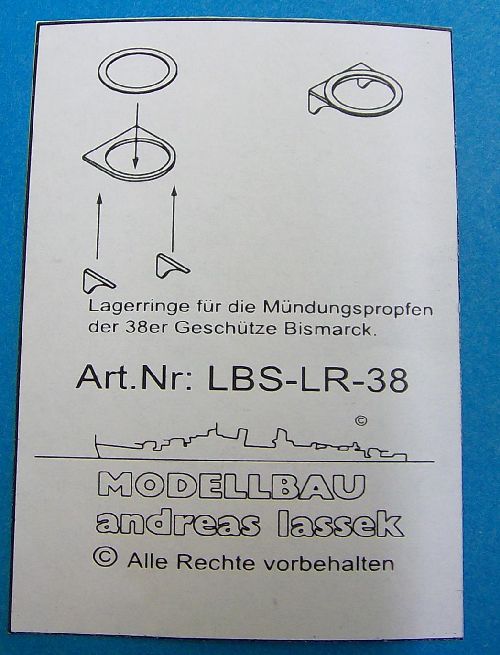 Lagerringe für die Mündungspropfen
der 38er Geschütze Bismarck.
Art.Nr: LBS-LR-38
©
MODELLBAU
andreas lassek
© Alle Rechte vorbehalten